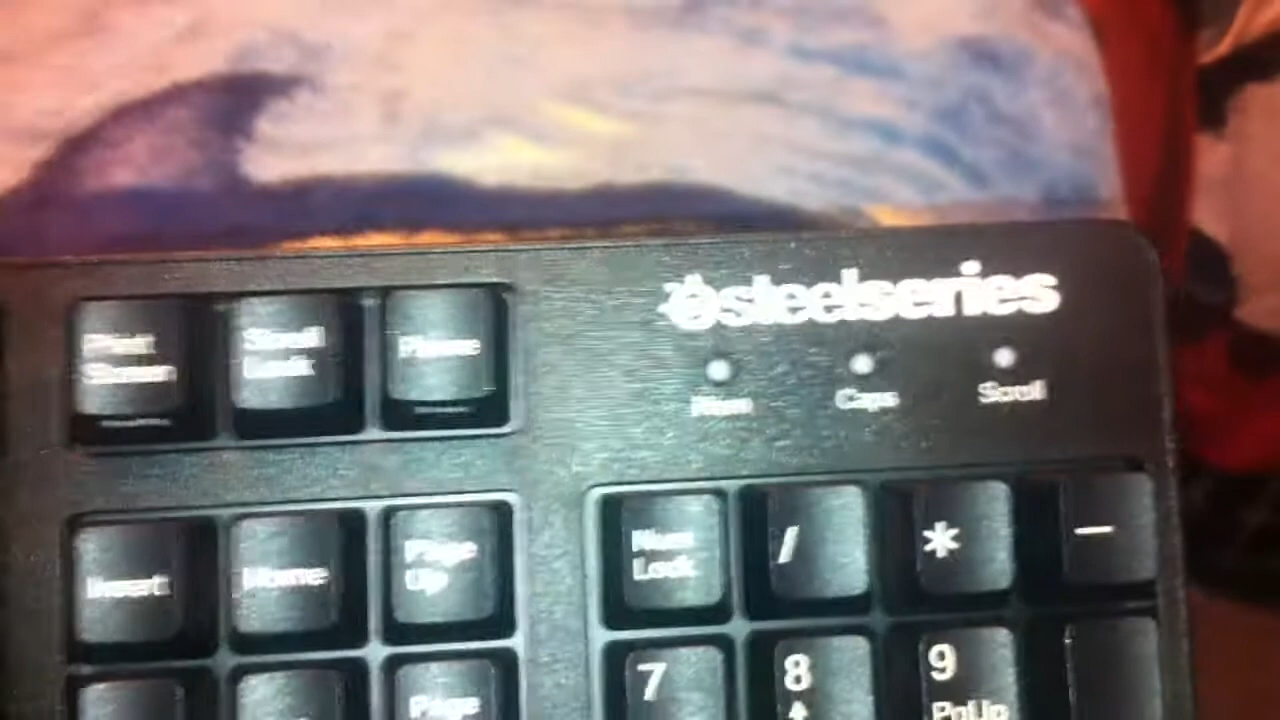 steelseries
Num Caps Scroll
Print
Screen
Scroll
Lock
Pause
Insert
Home
Page
Up
Num
Lock
/
*
−
Page
7
8
9
PgUp